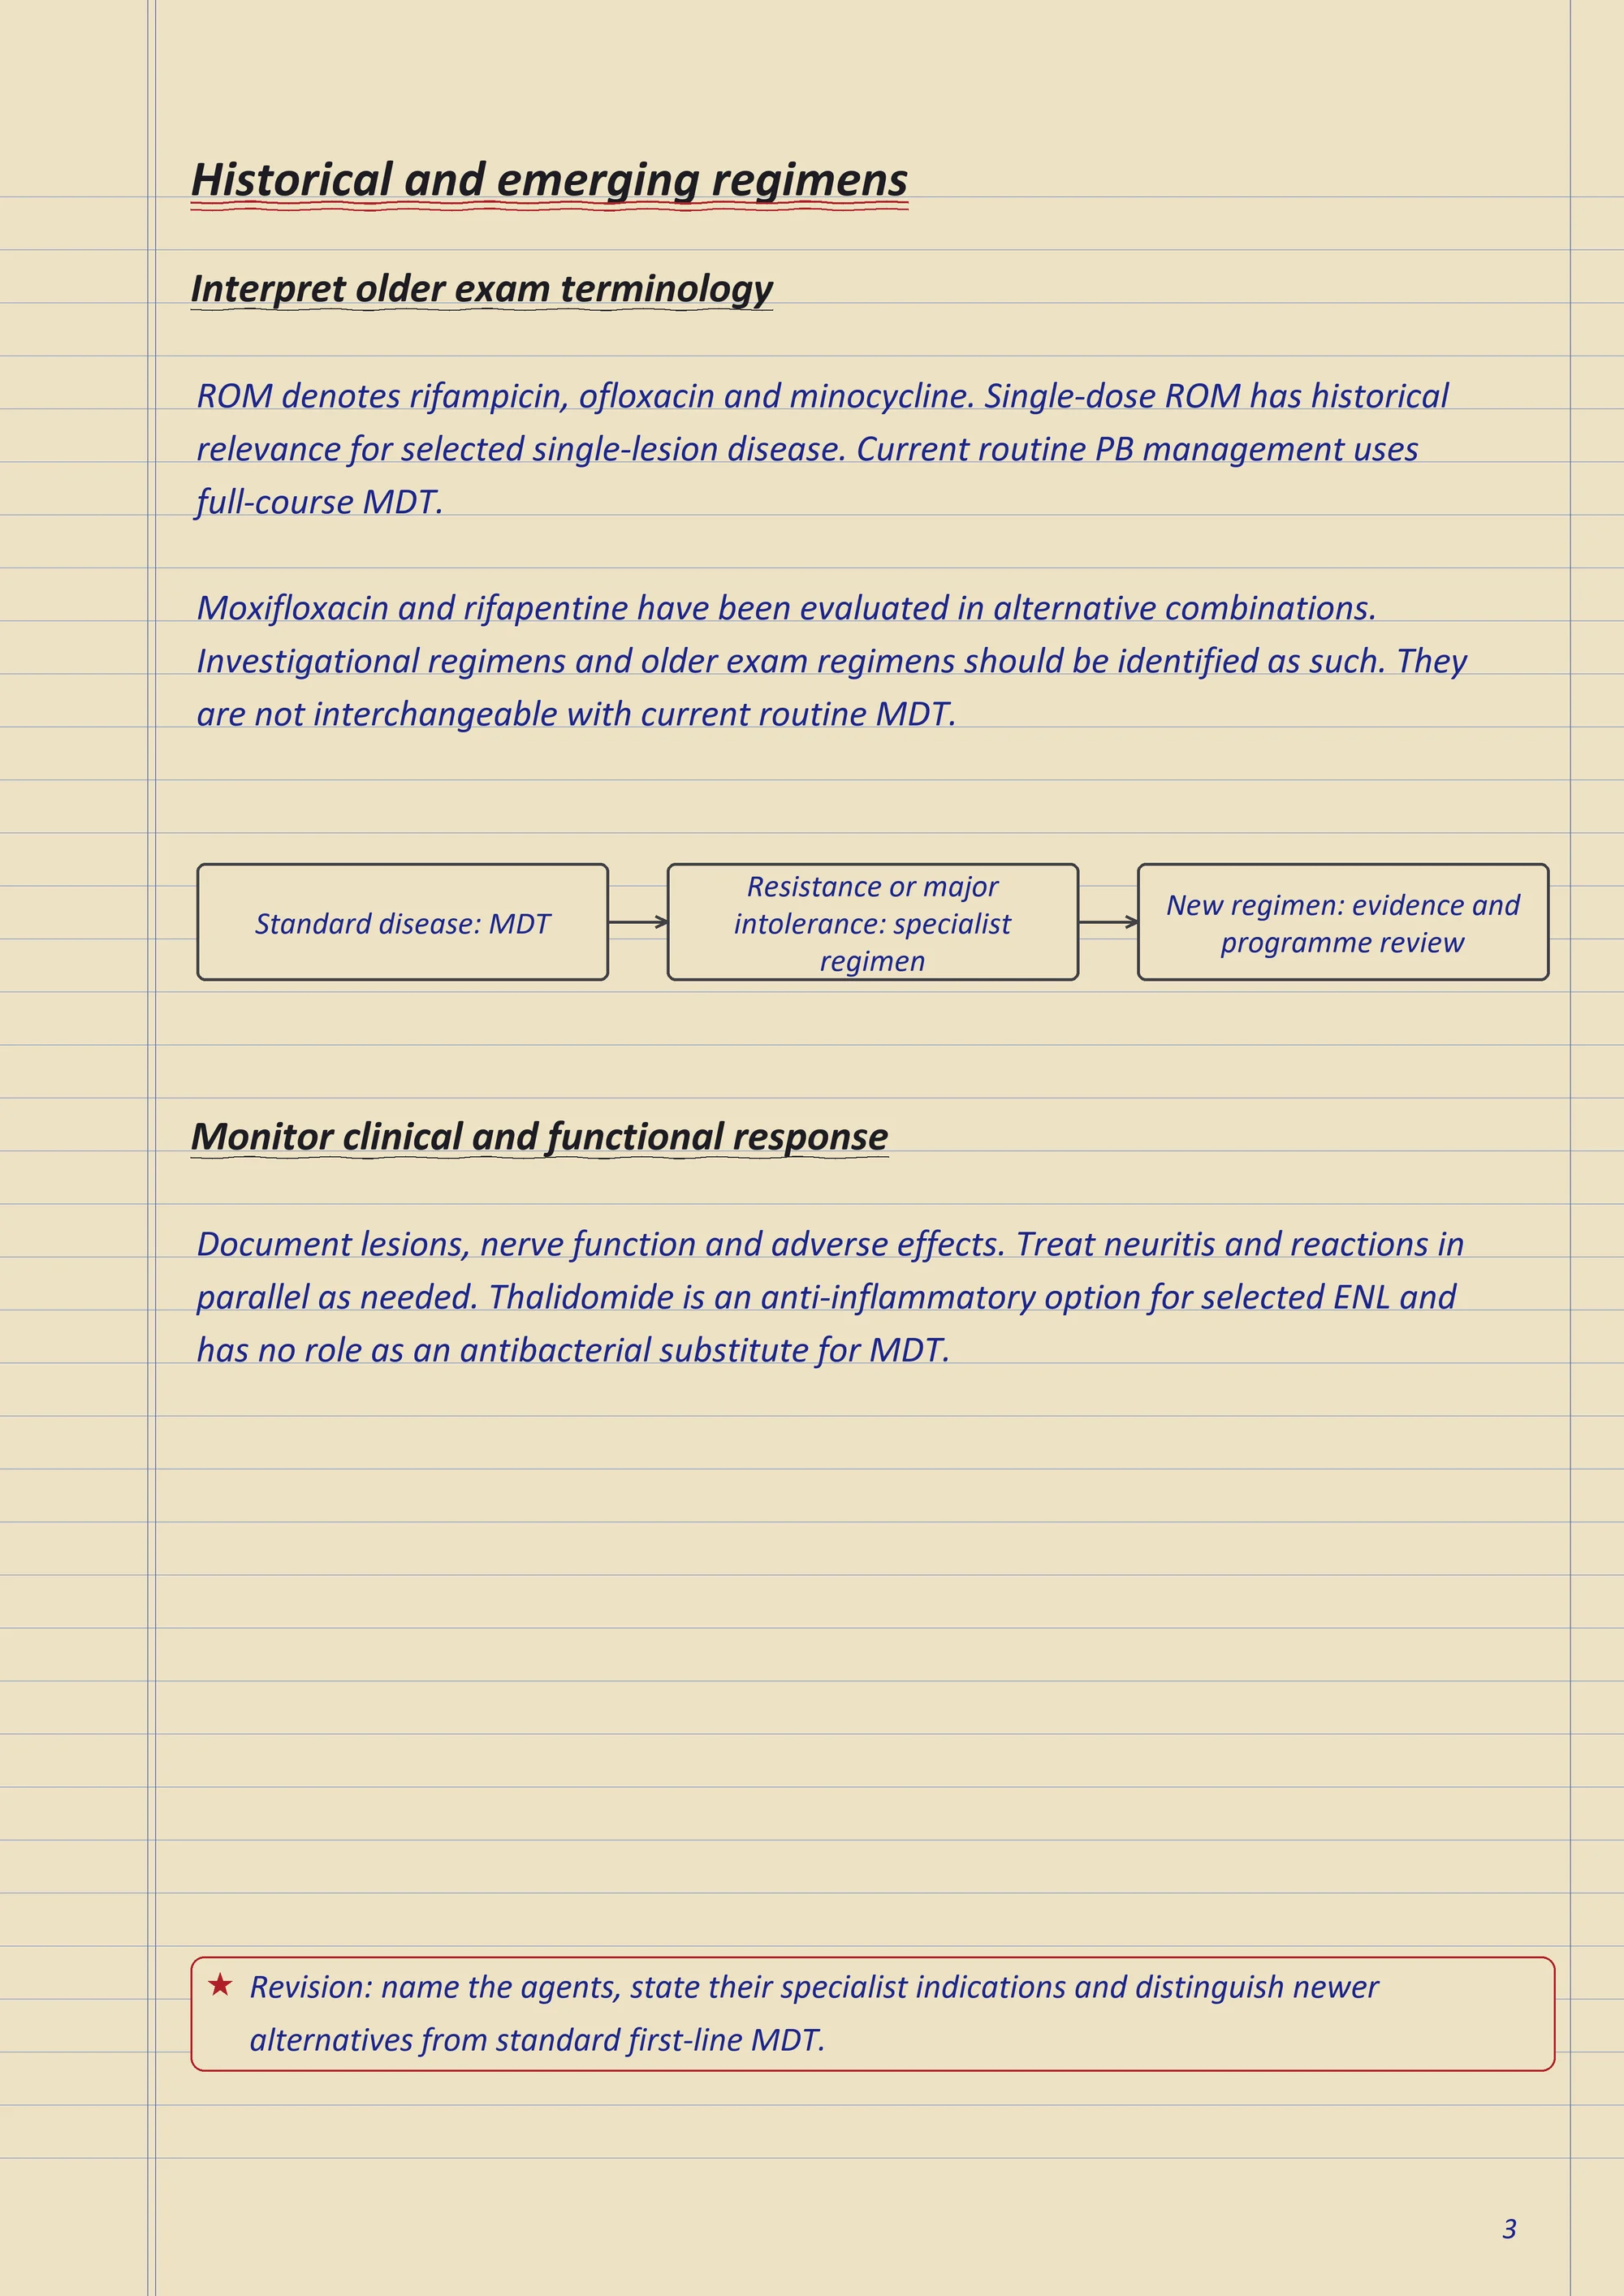 Historical and emerging regimens
Interpret older exam terminology
ROM denotes rifampicin, ofloxacin and minocycline. Single-dose ROM has historical
relevance for selected single-lesion disease. Current routine PB management uses
full-course MDT.
Moxifloxacin and rifapentine have been evaluated in alternative combinations.
Investigational regimens and older exam regimens should be identified as such. They
are not interchangeable with current routine MDT.
Standard disease: MDT
Resistance or major
intolerance: specialist
regimen
New regimen: evidence and
programme review
Monitor clinical and functional response
Document lesions, nerve function and adverse effects. Treat neuritis and reactions in
parallel as needed. Thalidomide is an anti-inflammatory option for selected ENL and
has no role as an antibacterial substitute for MDT.
★ Revision: name the agents, state their specialist indications and distinguish newer
alternatives from standard first-line MDT.
3